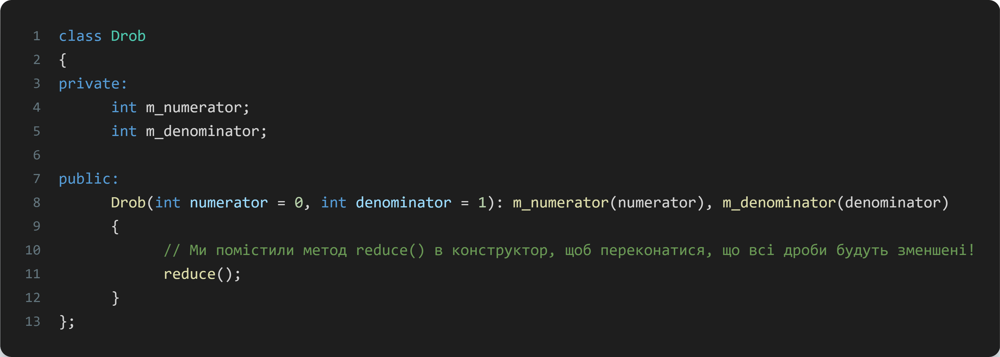 1 class Drob
2 {
3 private:
4 int m_numerator;
5 int m_denominator;
6
7 public:
8 Drob(int numerator = 0, int denominator = 1): m_numerator(numerator), m_denominator(denominator)
9 {
10 // Ми помістили метод reduce() в конструктор, щоб переконатися, що всі дроби будуть зменшені!
11 reduce();
12 }
13 };